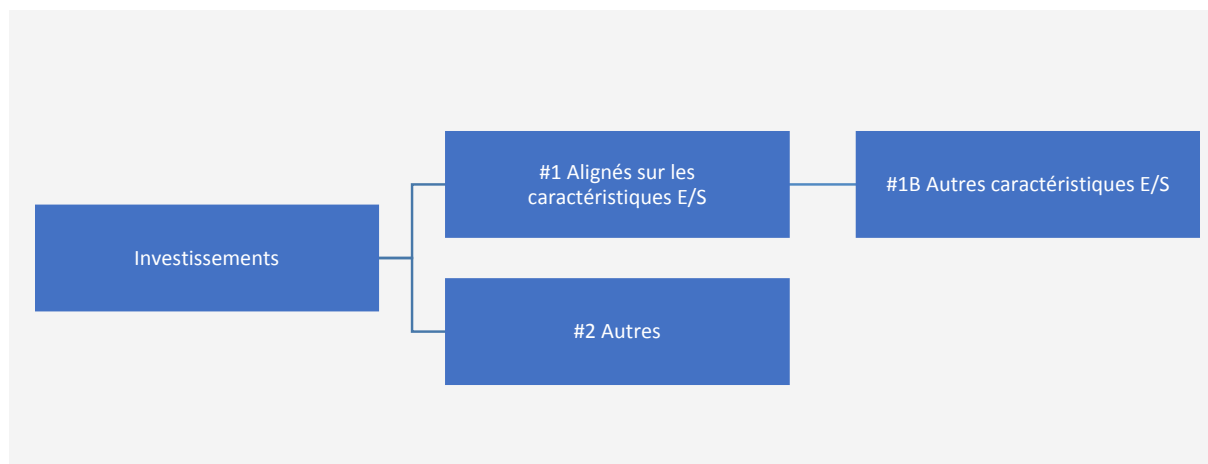 #1 Alignés sur les
caractéristiques E/S
#1B Autres caractéristiques E/S
Investissements
#2 Autres